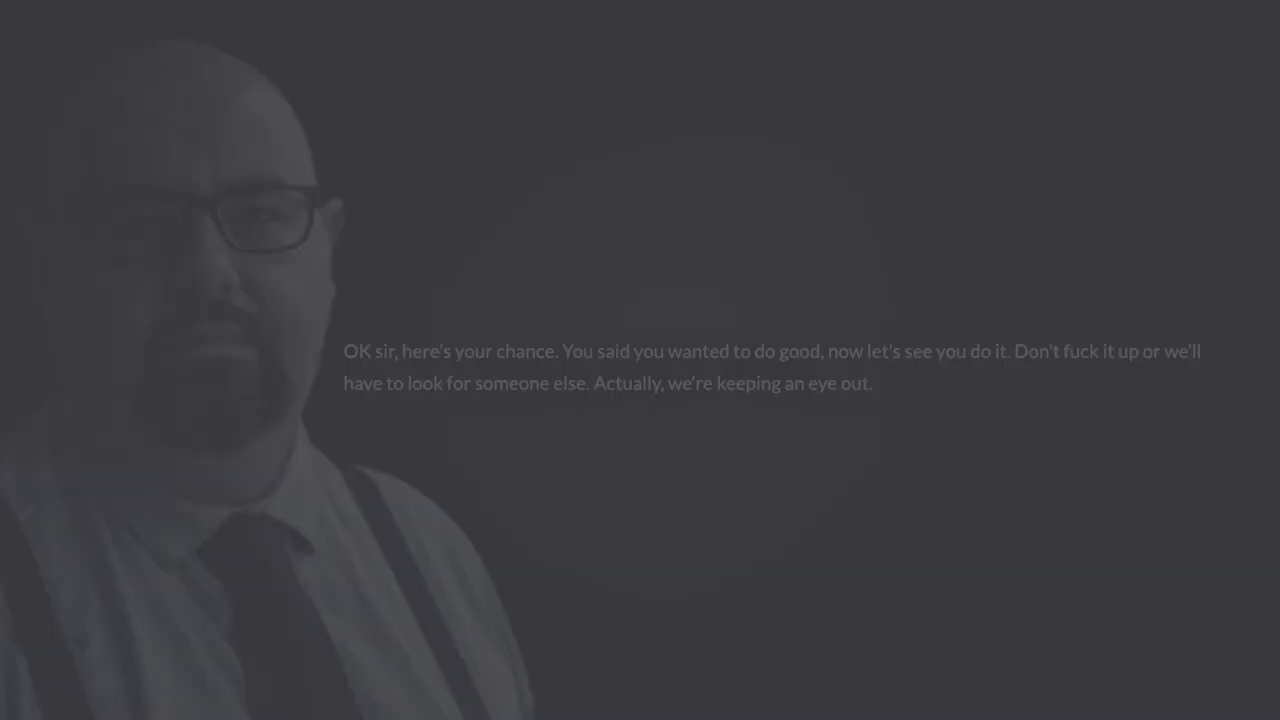 OK sir, here's your chance. You said you wanted to do good, now let's see you do it. Don't fuck it up or we'll
have to look for someone else. Actually, we're keeping an eye out.